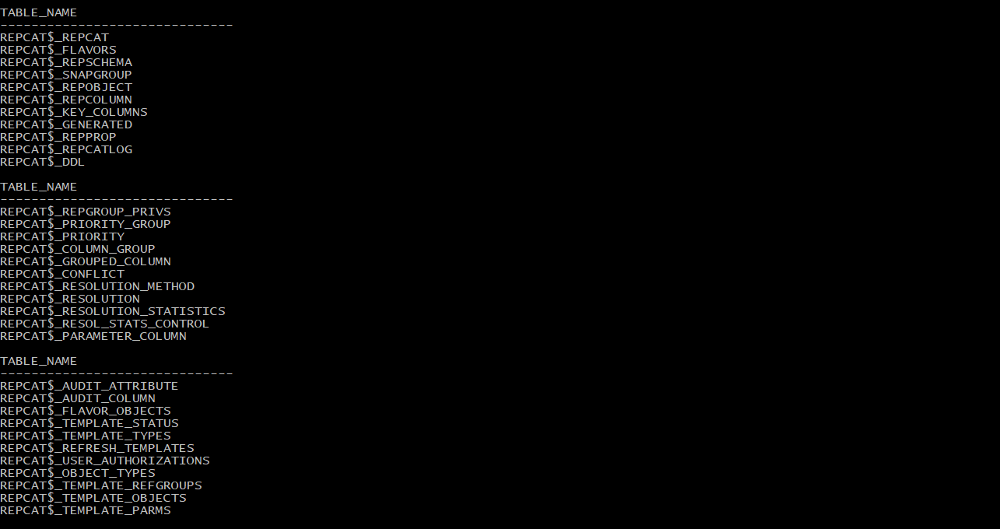 TABLE_NAME
------------------------------
REPCAT$_REPCAT
REPCAT$_FLAVORS
REPCAT$_REPSCHEMA
REPCAT$_SNAPGROUP
REPCAT$_REPOBJECT
REPCAT$_REPCOLUMN
REPCAT$_KEY_COLUMNS
REPCAT$_GENERATED
REPCAT$_REPPROP
REPCAT$_REPCATLOG
REPCAT$_DDL

TABLE_NAME
------------------------------
REPCAT$_REPGROUP_PRIVS
REPCAT$_PRIORITY_GROUP
REPCAT$_PRIORITY
REPCAT$_COLUMN_GROUP
REPCAT$_GROUPED_COLUMN
REPCAT$_CONFLICT
REPCAT$_RESOLUTION_METHOD
REPCAT$_RESOLUTION
REPCAT$_RESOLUTION_STATISTICS
REPCAT$_RESOL_STATS_CONTROL
REPCAT$_PARAMETER_COLUMN

TABLE_NAME
------------------------------
REPCAT$_AUDIT_ATTRIBUTE
REPCAT$_AUDIT_COLUMN
REPCAT$_FLAVOR_OBJECTS
REPCAT$_TEMPLATE_STATUS
REPCAT$_TEMPLATE_TYPES
REPCAT$_REFRESH_TEMPLATES
REPCAT$_USER_AUTHORIZATIONS
REPCAT$_OBJECT_TYPES
REPCAT$_TEMPLATE_REFGROUPS
REPCAT$_TEMPLATE_OBJECTS
REPCAT$_TEMPLATE_PARMS